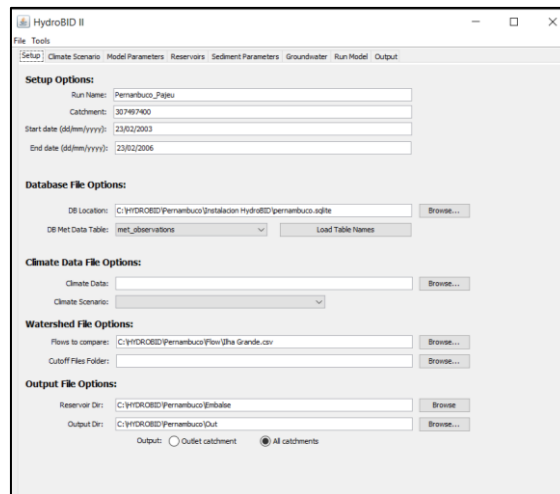 HydroBID II
File Tools
Setup Climate Scenario Model Parameters Reservoirs Sediment Parameters Groundwater Run Model Output
Setup Options:
Run Name: Pernanbuco_Pajeu
Catchment: 307497400
Start date (dd/mm/yyyy): 23/02/2003
End date (dd/mm/yyyy): 23/02/2006
Database File Options:
DB Location: C:\HYDROBID\Pernambuco\Instalacion HydroBID\pernambuco.sqlite Browse...
DB Met Data Table: met_observations Load Table Names
Climate Data File Options:
Climate Data: Browse...
Climate Scenario:
Watershed File Options:
Flows to compare: C:\HYDROBID\Pernambuco\Flow\Ilha Grande.csv Browse...
Cutoff Files Folder: Browse...
Output File Options:
Reservoir Dir: C:\HYDROBID\Pernambuco\Embalse Browse
Output Dir: C:\HYDROBID\Pernambuco\Out Browse...
Output: Outlet catchment All catchments